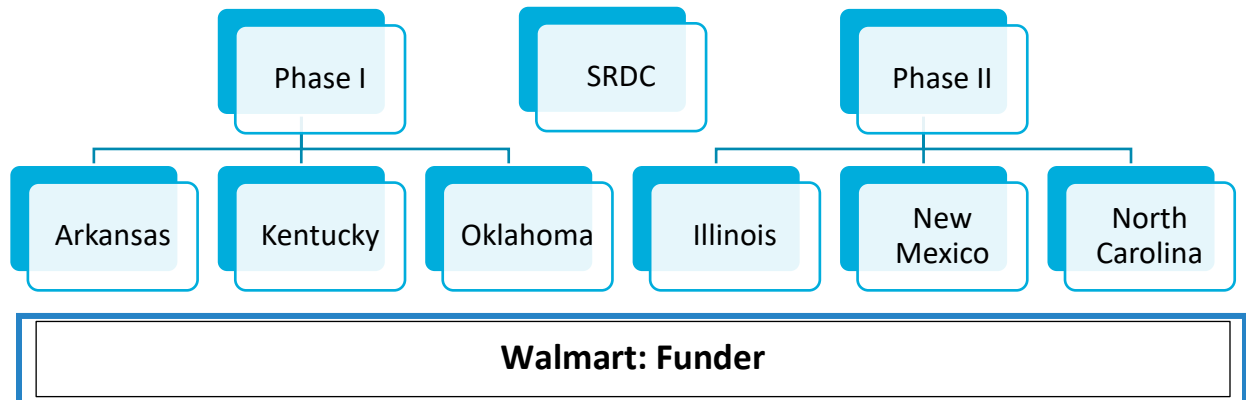 Phase I
SRDC
Phase II
Arkansas
Kentucky
Oklahoma
Illinois
New
Mexico
North
Carolina
Walmart: Funder